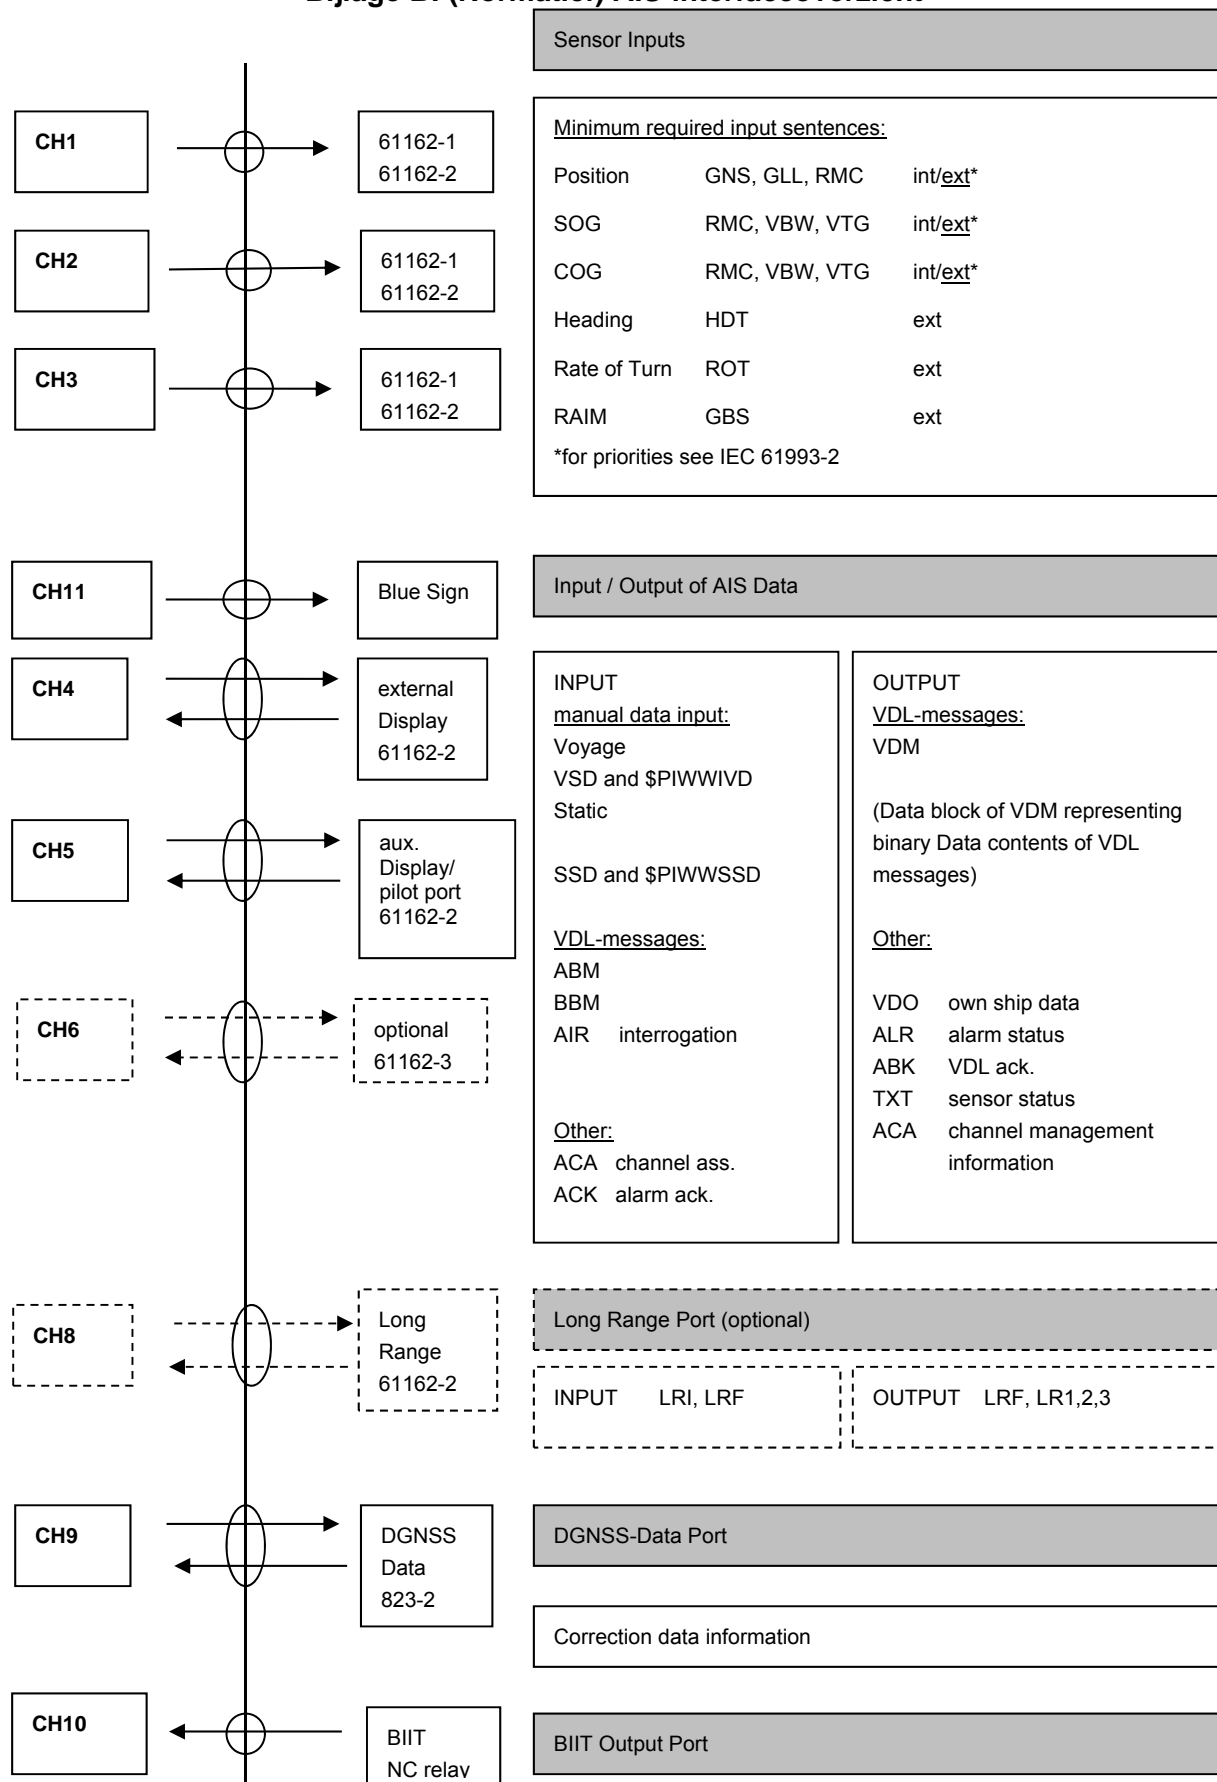 Bijlage B: (Normatief) AIS-interfaceoverzicht
Sensor Inputs
CH1
61162-1
61162-2
CH2
61162-1
61162-2
CH3
61162-1
61162-2
Minimum required input sentences:
Position GNS, GLL, RMC int/ext*
SOG RMC, VBW, VTG int/ext*
COG RMC, VBW, VTG int/ext*
Heading HDT ext
Rate of Turn ROT ext
RAIM GBS ext
*for priorities see IEC 61993-2
CH11
Blue Sign
Input / Output of AIS Data
CH4
external
Display
61162-2
CH5
aux.
Display/
pilot port
61162-2
CH6
optional
61162-3
INPUT
manual data input:
Voyage
VSD and $PIWWIVD
Static
SSD and $PIWWSSD
VDL-messages:
ABM
BBM
AIR interrogation
Other:
ACA channel ass.
ACK alarm ack.
OUTPUT
VDL-messages:
VDM
(Data block of VDM representing
binary Data contents of VDL
messages)
Other:
VDO own ship data
ALR alarm status
ABK VDL ack.
TXT sensor status
ACA channel management
information
CH8
Long
Range
61162-2
Long Range Port (optional)
INPUT LRI, LRF
OUTPUT LRF, LR1,2,3
CH9
DGNSS
Data
823-2
DGNSS-Data Port
Correction data information
CH10
BIIT
NC relay
BIIT Output Port